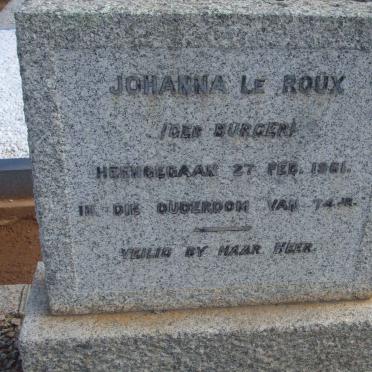 JOHANNA LE ROUX
(GEB BURGER)
HEENGEGAAN 27 FEB. 1961.
IN DIE OUDERDOM VAN 74 JR.
VEILIG BY HAAR HEER.